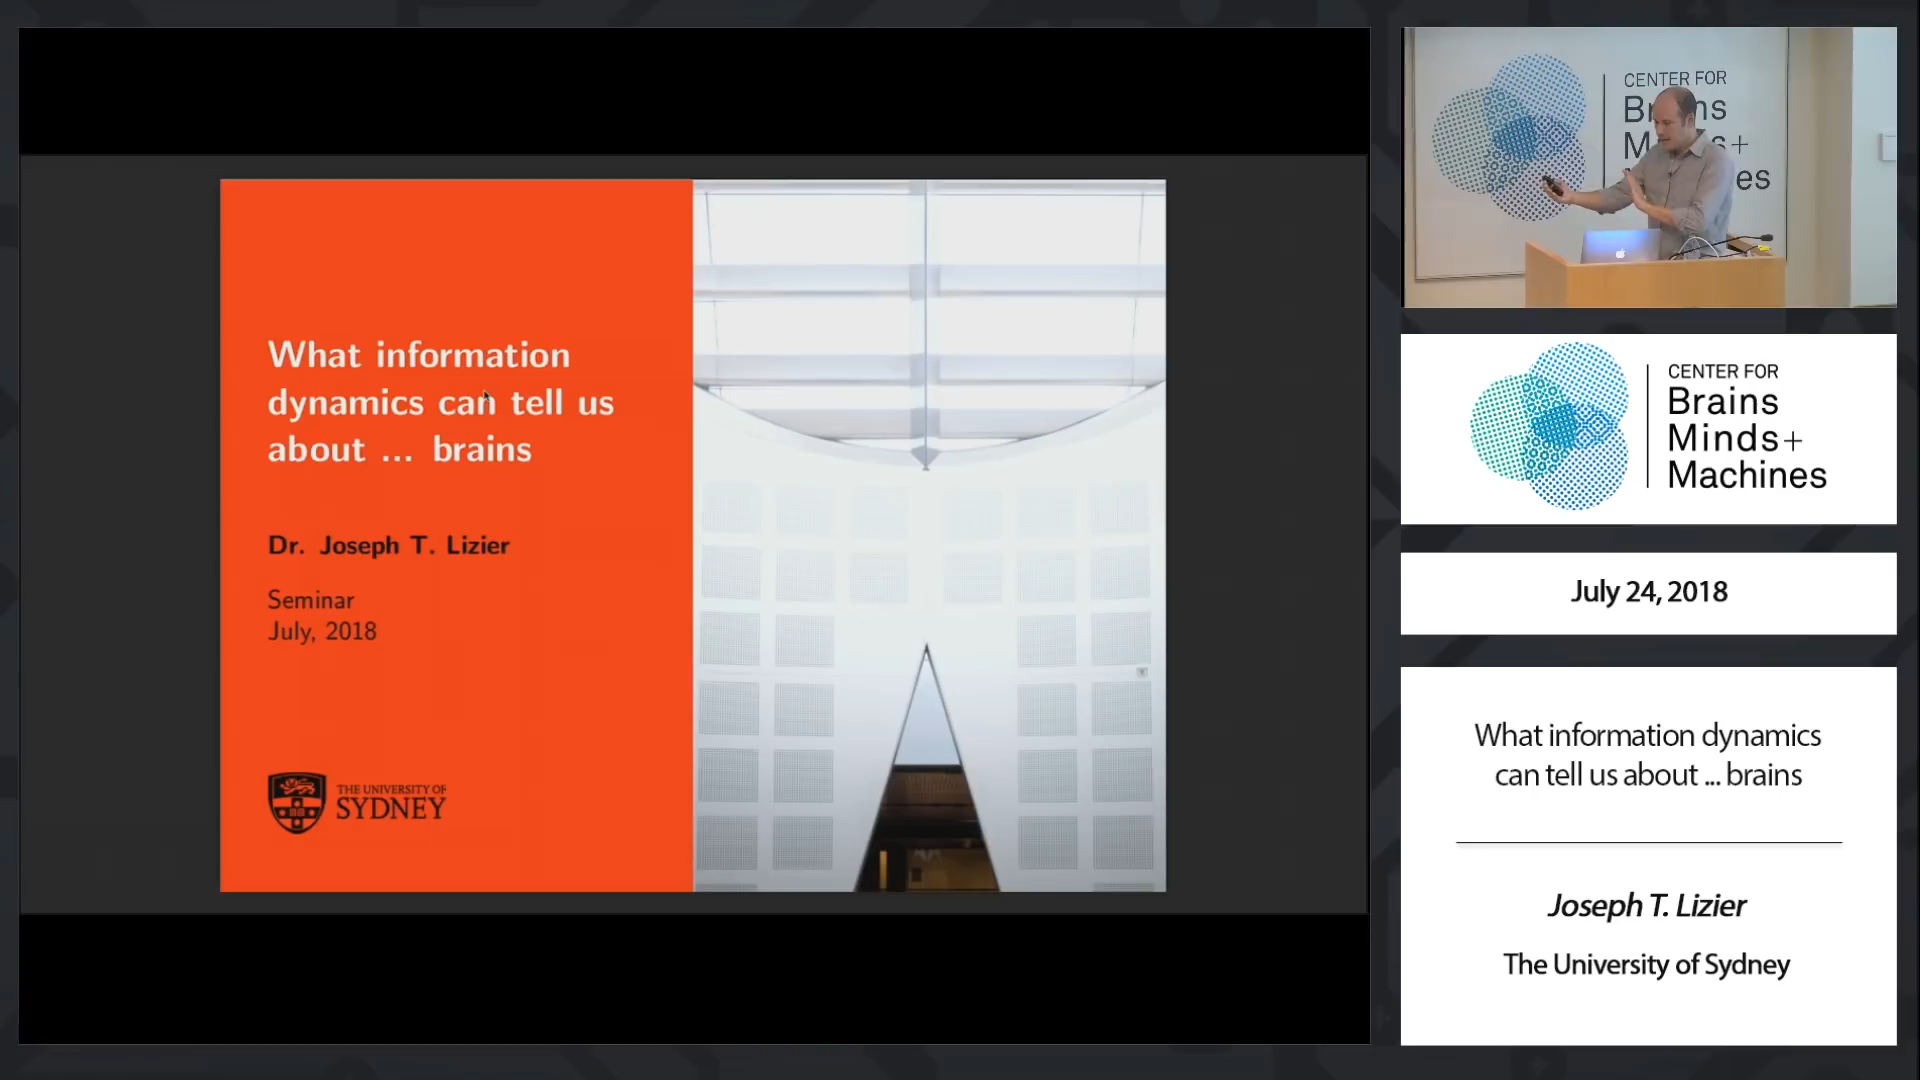 What information
dynamics can tell us
about ... brains
Dr. Joseph T. Lizier
Seminar
July, 2018
THE UNIVERSITY OF
SYDNEY
CENTER FOR
Brains
Minds+
Machines
July 24, 2018
What information dynamics
can tell us about ... brains
Joseph T. Lizier
The University of Sydney